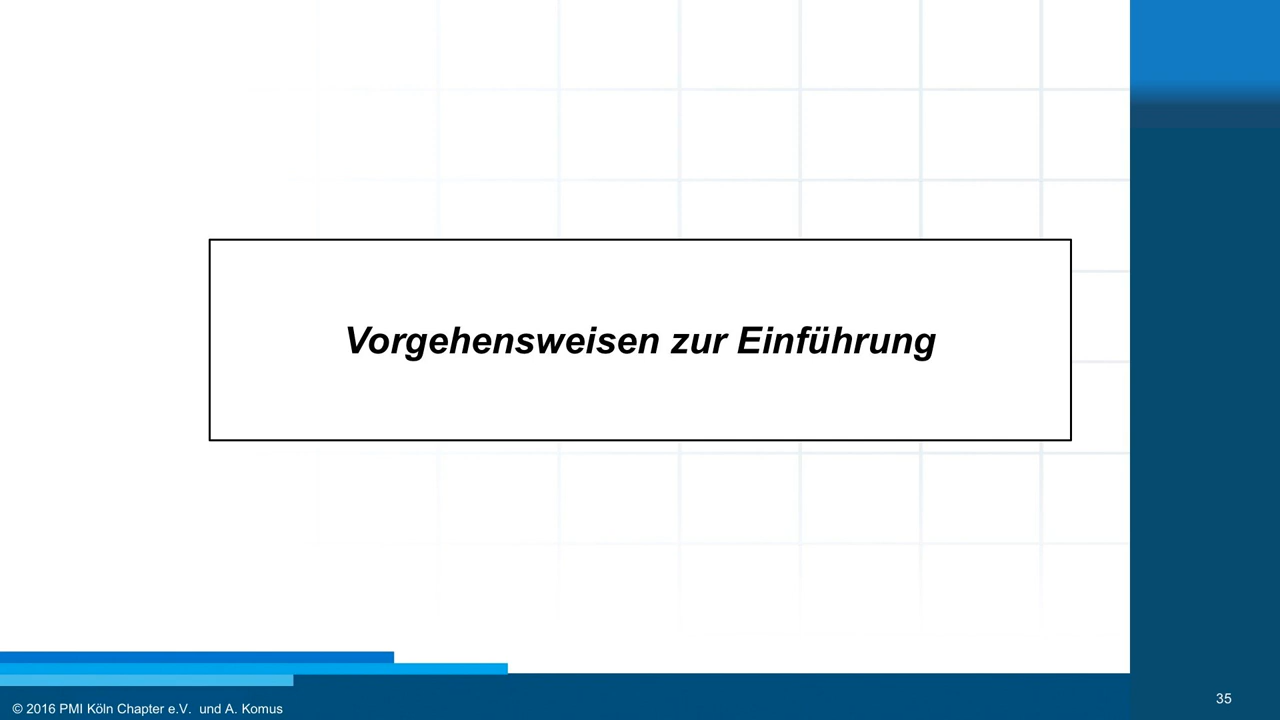 Vorgehensweisen zur Einführung
© 2016 PMI Köln Chapter e.V. und A. Komus
35